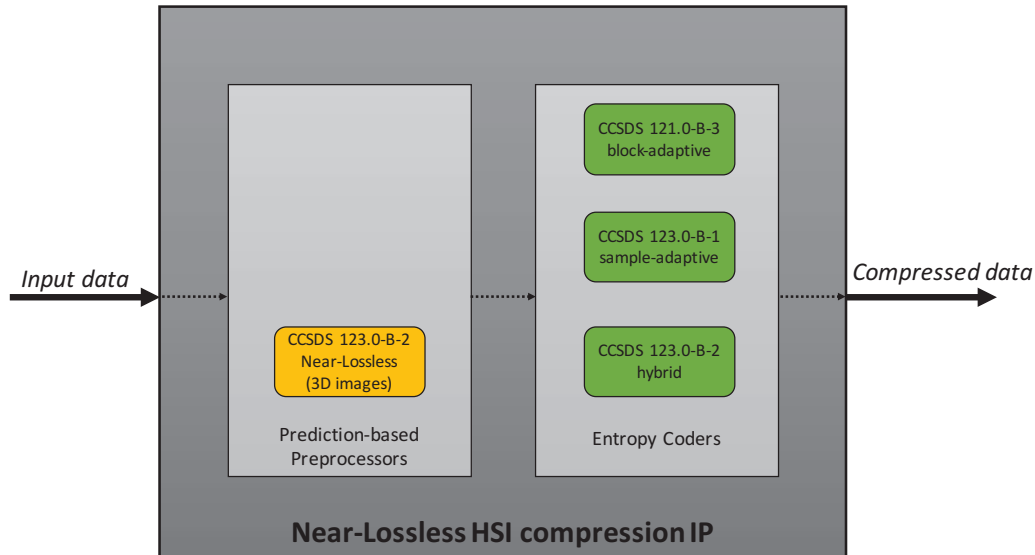 Input data
CCSDS 123.0-B-2
Near-Lossless
(3D images)
Prediction-based
Preprocessors
CCSDS 121.0-B-3
block-adaptive
CCSDS 123.0-B-1
sample-adaptive
CCSDS 123.0-B-2
hybrid
Entropy Coders
Compressed data
Near-Lossless HSI compression IP